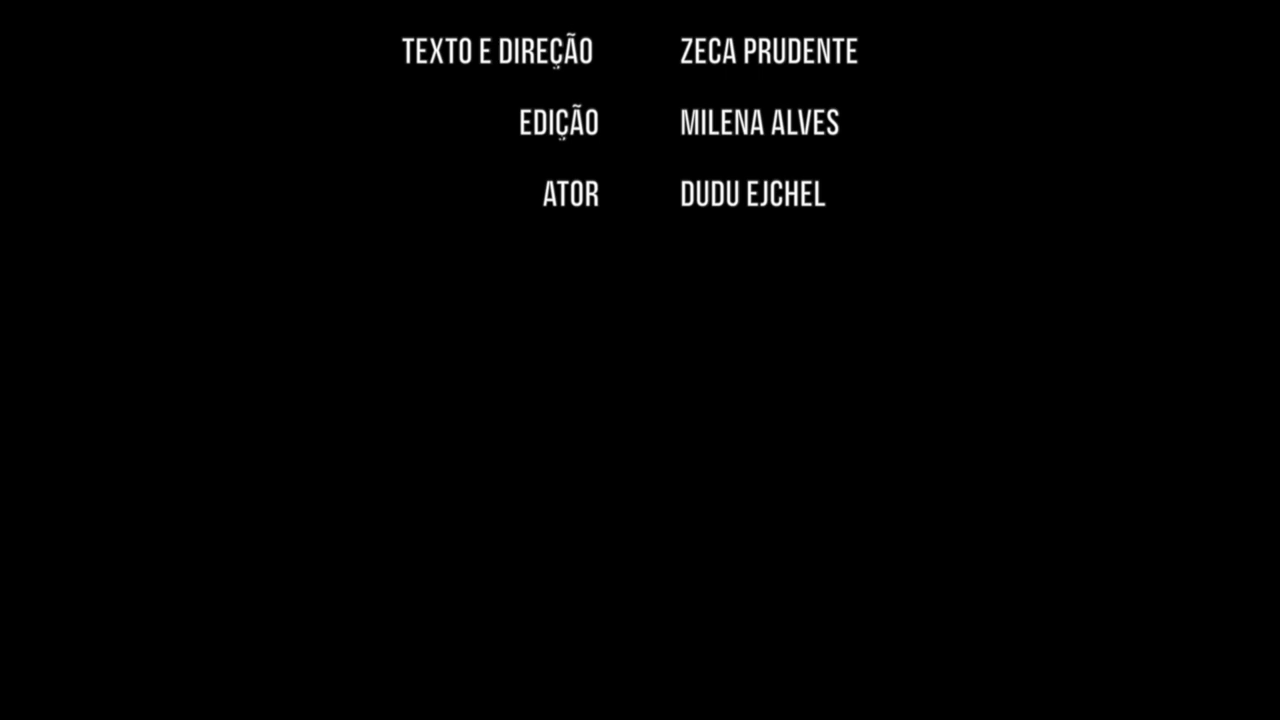 TEXTO E DIREÇÃO ZECA PRUDENTE
EDIÇÃO MILENA ALVES
ATOR DUDU EJCHEL